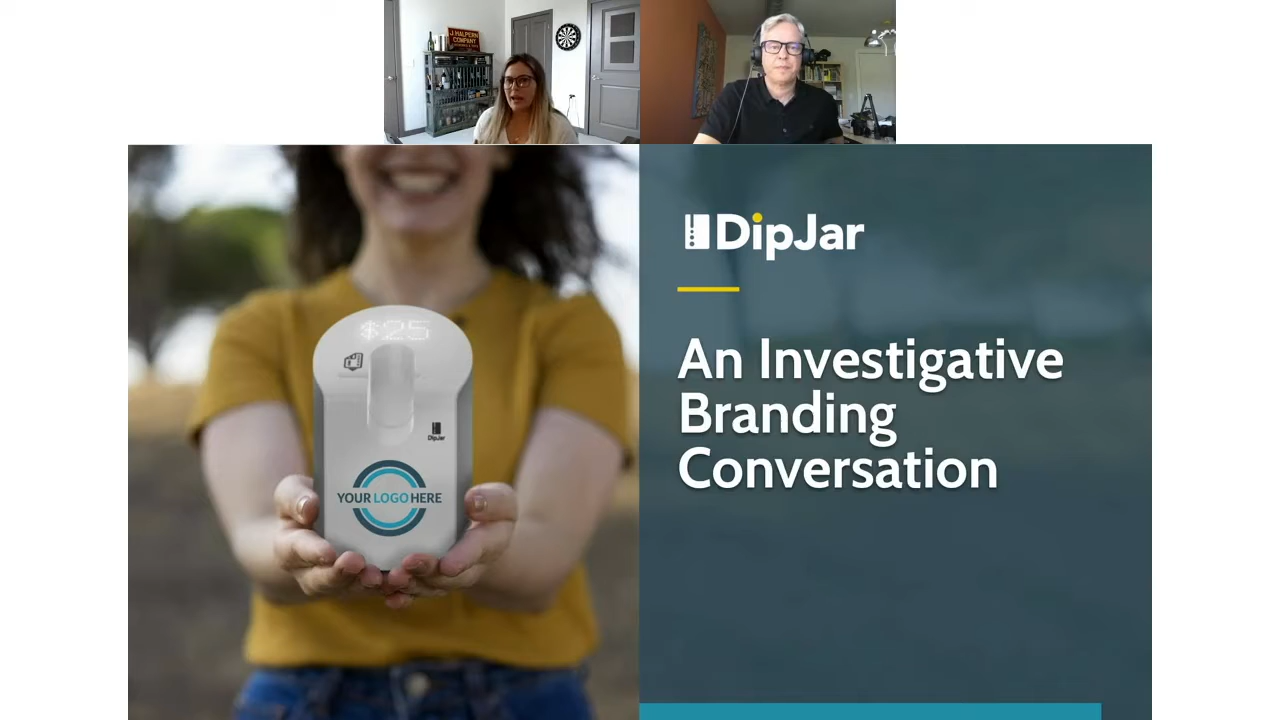 J. HALPERN
COMPANY
DipJar
$25
An Investigative
Branding
Conversation
DipJar
YOUR LOGO HERE